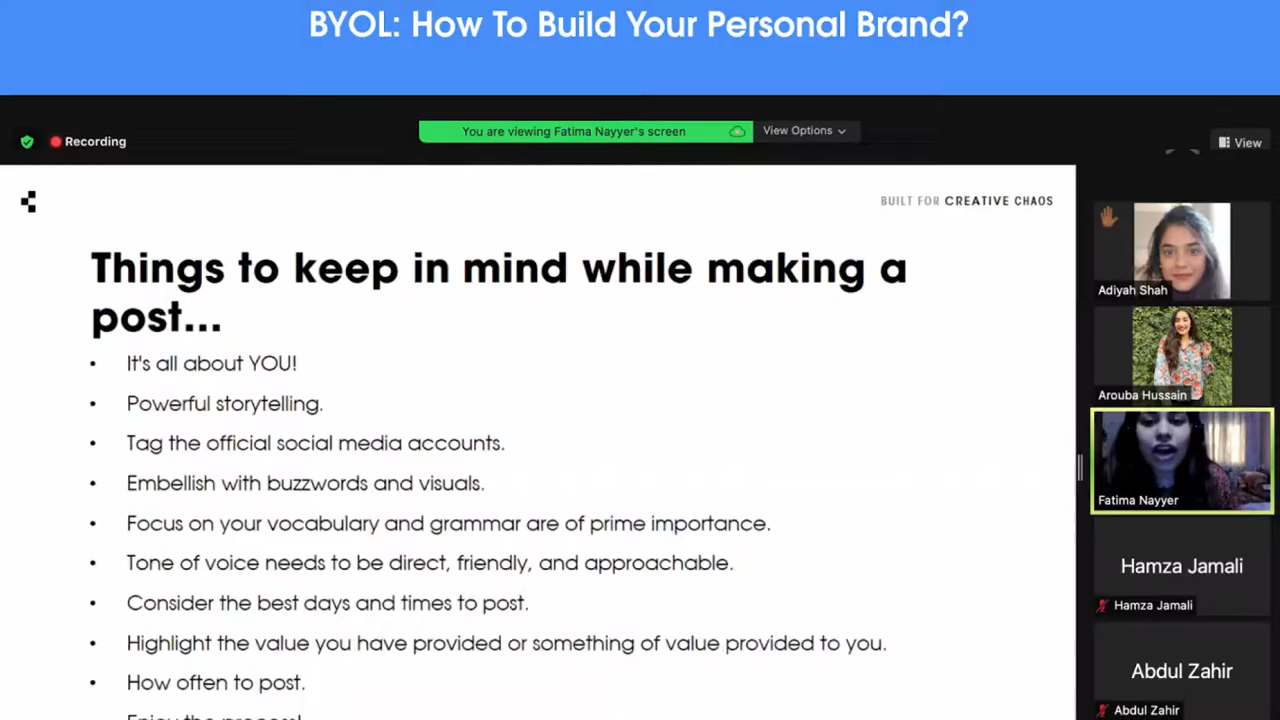 BYOL: How To Build Your Personal Brand?
Recording
You are viewing Fatima Nayyer's screen
View Options
View
BUILT FOR CREATIVE CHAOS
Things to keep in mind while making a
post...
• It's all about YOU!
• Powerful storytelling.
• Tag the official social media accounts.
• Embellish with buzzwords and visuals.
• Focus on your vocabulary and grammar are of prime importance.
• Tone of voice needs to be direct, friendly, and approachable.
• Consider the best days and times to post.
• Highlight the value you have provided or something of value provided to you.
• How often to post.
Enjoy the process!
Adiyah Shah
Arouba Hussain
Fatima Nayyer
Hamza Jamali
Hamza Jamali
Abdul Zahir
Abdul Zahir